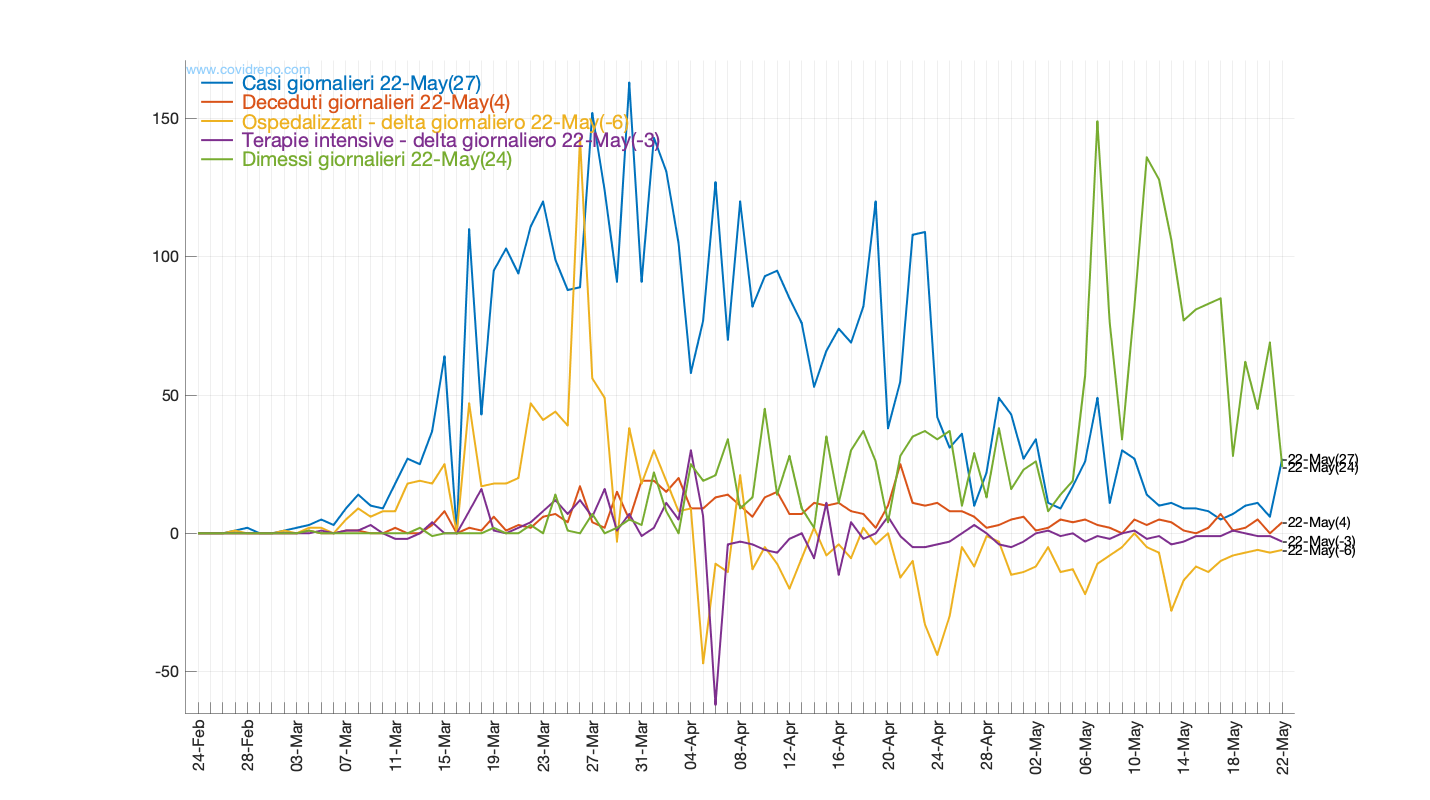 www.covidrepo.com
Casi giornalieri 22-May(27)
Deceduti giornalieri 22-May(4)
Ospedalizzati - delta giornaliero 22-May(-6)
Terapie intensive - delta giornaliero 22-May(-3)
Dimessi giornalieri 22-May(24)
150
100
50
0
-50
22-May(27)
22-May(24)
22-May(4)
22-May(-3)
22-May(-6)
24-Feb
28-Feb
03-Mar
07-Mar
11-Mar
15-Mar
19-Mar
23-Mar
27-Mar
31-Mar
04-Apr
08-Apr
12-Apr
16-Apr
20-Apr
24-Apr
28-Apr
02-May
06-May
10-May
14-May
18-May
22-May